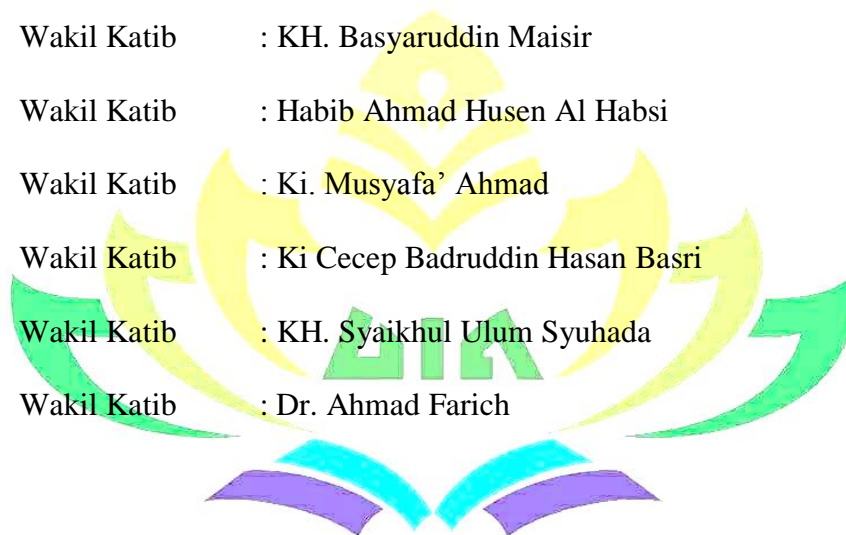 Wakil Katib : KH. Basyaruddin Maisir
Wakil Katib : Habib Ahmad Husen Al Habsi
Wakil Katib : Ki. Musyafa’ Ahmad
Wakil Katib : Ki Cecep Badruddin Hasan Basri
Wakil Katib : KH. Syaikhul Ulum Syuhada
Wakil Katib : Dr. Ahmad Farich